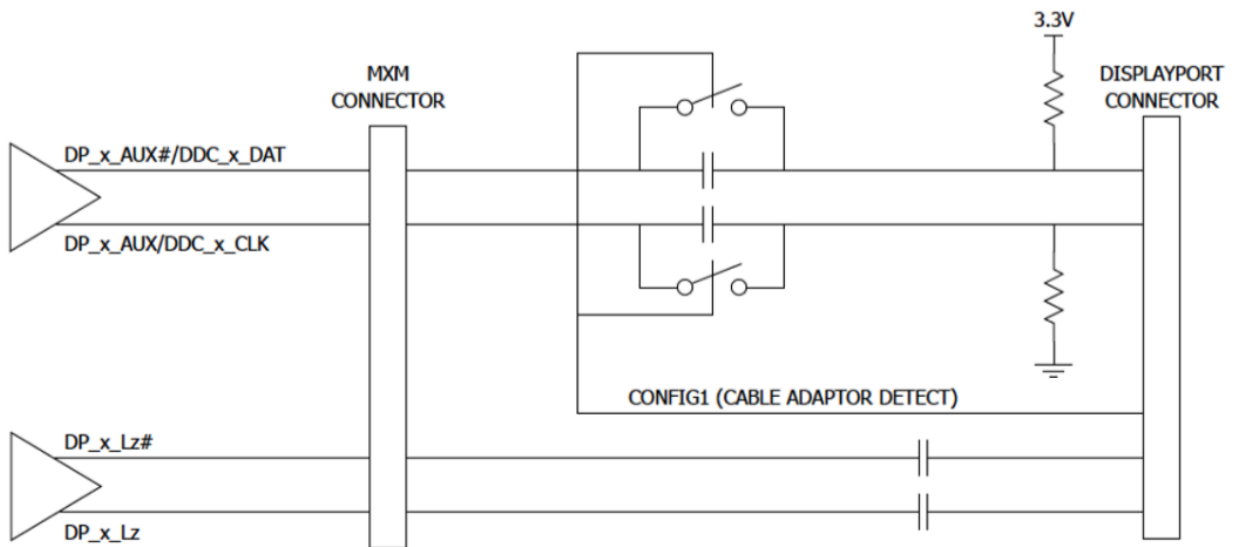 3.3V
MXM
CONNECTOR
DISPLAYPORT
CONNECTOR
DP_x_AUX#/DDC_x_DAT
DP_x_AUX/DDC_x_CLK
CONFIG1 (CABLE ADAPTOR DETECT)
DP_x_Lz#
DP_x_Lz